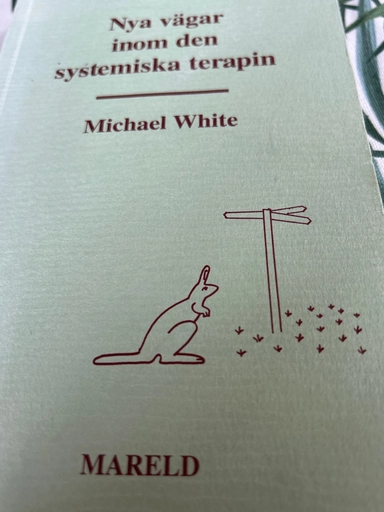 Nya vägar
inom den
systemiska terapin
Michael White
MARELD